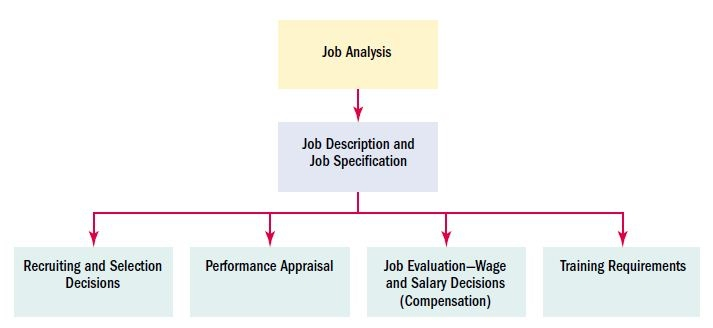 Job Analysis
Job Description and
Job Specification
Recruiting and Selection
Decisions
Performance Appraisal
Job Evaluation—Wage
and Salary Decisions
(Compensation)
Training Requirements